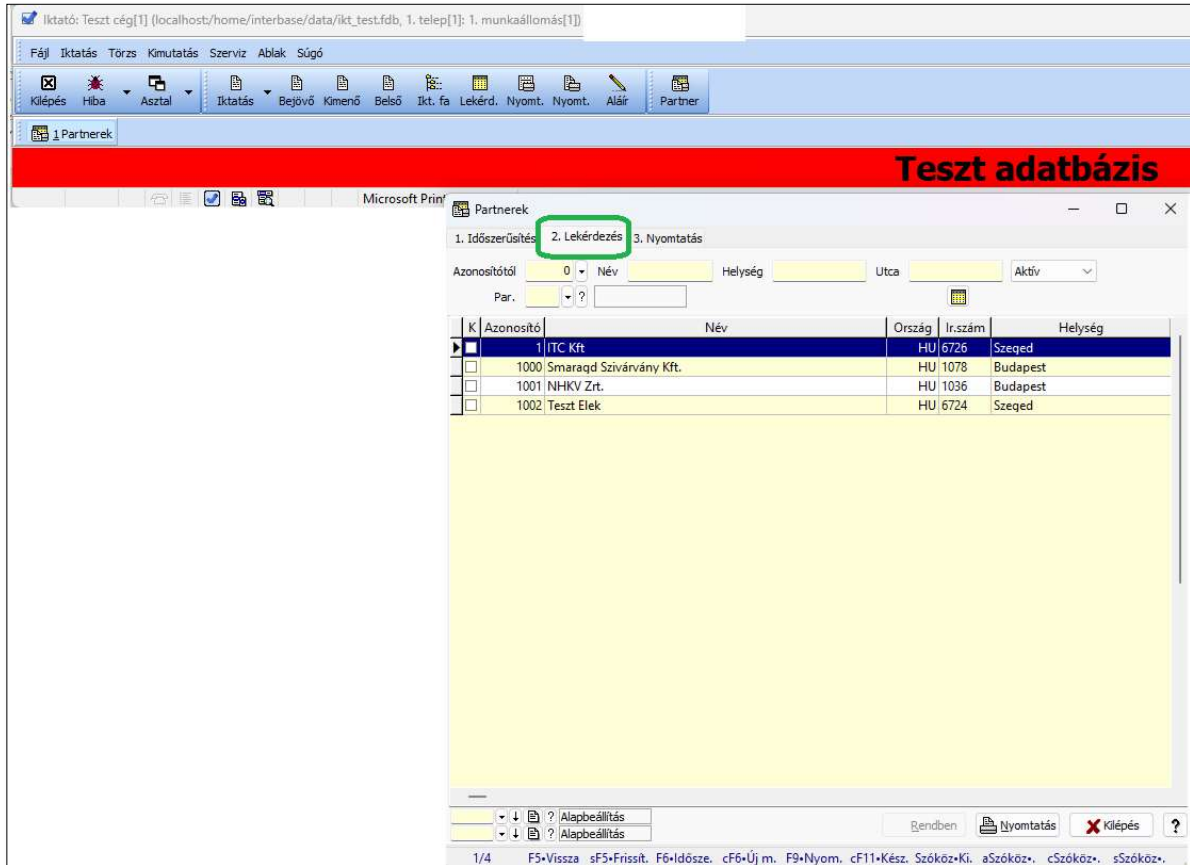 Iktató: Teszt cég[1] (localhost:/home/interbase/data/ikt_test.fdb, 1. telep[1]: 1. munkaállomás[1])
Fájl Iktatás Törzs Kimutatás Szerviz Ablak Súgó
Kilépés Hiba Asztal Iktatás Bejövő Kimenő Belső Ikt. fa Lekérd. Nyomt. Nyomt. Aláír Partner
1 Partnerek
Teszt adatbázis
Microsoft Print
Partnerek
1. Időszerűsítés 2. Lekérdezés 3. Nyomtatás
Azonosítótól 0 Név Helység Utca Aktív
Par. ?
K Azonosító Név Ország Ir.szám Helység
1 ITC Kft HU 6726 Szeged
1000 Smaragd Szivárvány Kft. HU 1078 Budapest
1001 NHKV Zrt. HU 1036 Budapest
1002 Teszt Elek HU 6724 Szeged
? Alapbeállítás
? Alapbeállítás
Rendben Nyomtatás Kilépés ?
1/4 F5•Vissza sF5•Frissít. F6•Idősze. cF6•Új m. F9•Nyom. cF11•Kész. Szóköz•Ki. aSzóköz•. cSzóköz•. sSzóköz•.